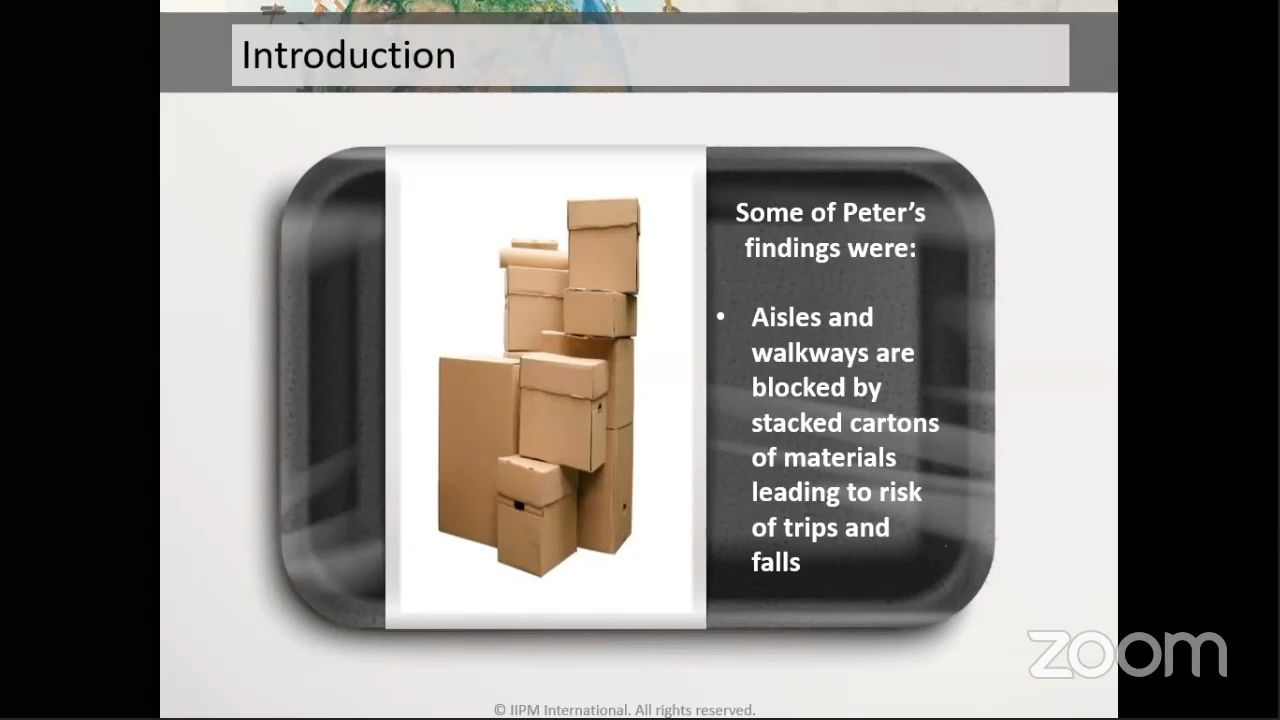 Introduction
Some of Peter’s
findings were:
• Aisles and
walkways are
blocked by
stacked cartons
of materials
leading to risk
of trips and
falls
zoom
© IIPM International. All rights reserved.